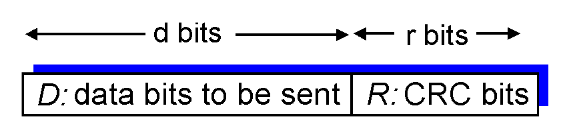 d bits r bits
D: data bits to be sent R: CRC bits